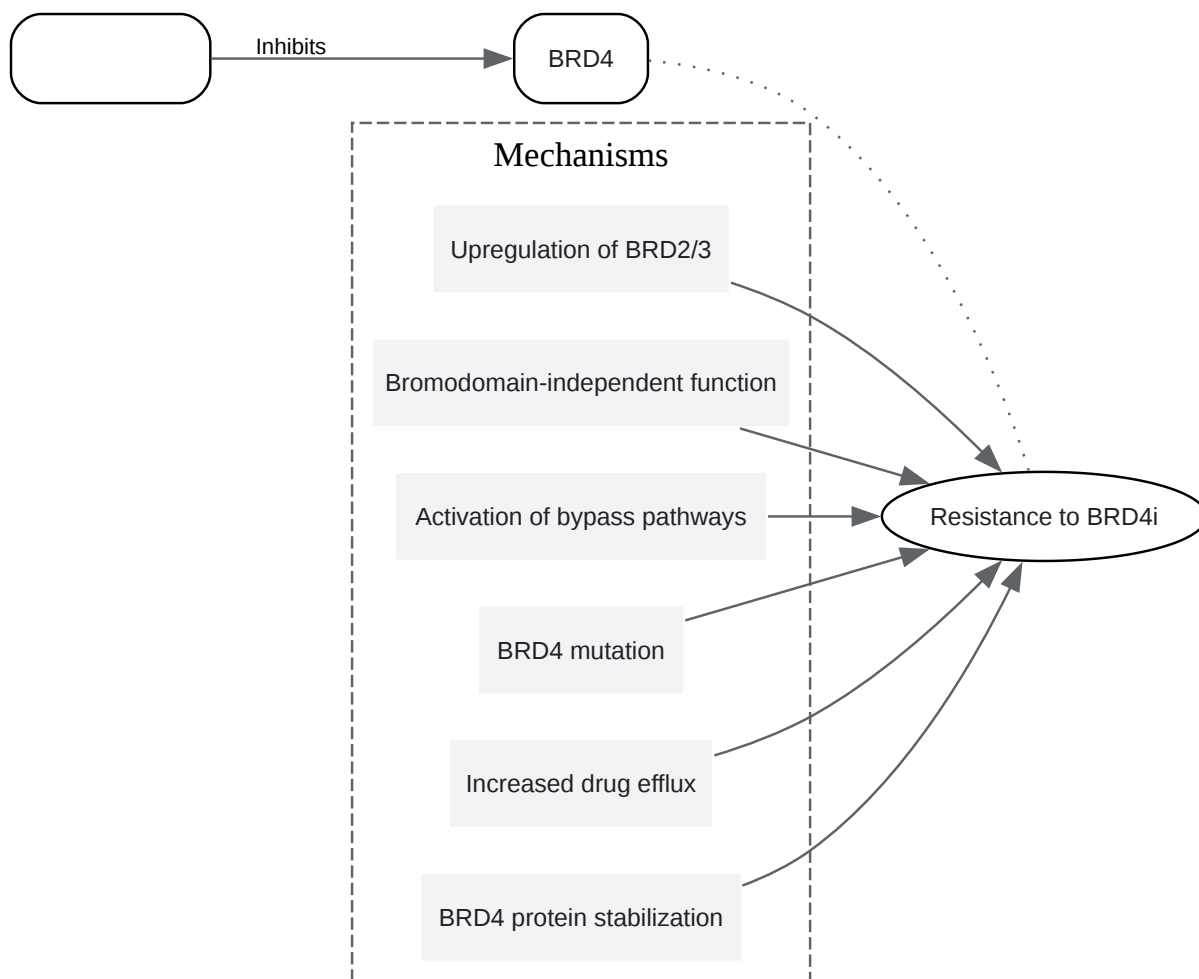 Inhibits
BRD4
Mechanisms
Upregulation of BRD2/3
Bromodomain-independent function
Activation of bypass pathways
Resistance to BRD4i
BRD4 mutation
Increased drug efflux
BRD4 protein stabilization